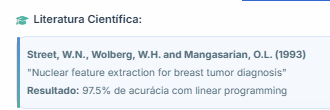 Literatura Científica:
Street, W.N., Wolberg, W.H. and Mangasarian, O.L. (1993)
"Nuclear feature extraction for breast tumor diagnosis"
Resultado: 97.5% de acurácia com linear programming